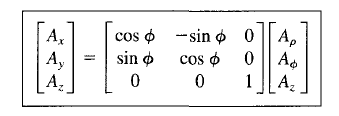 [A_x]   [cos ϕ  −sin ϕ  0] [A_ρ]
[A_y] = [sin ϕ  cos ϕ  0] [A_ϕ]
[A_z]   [0  0  1] [A_z]